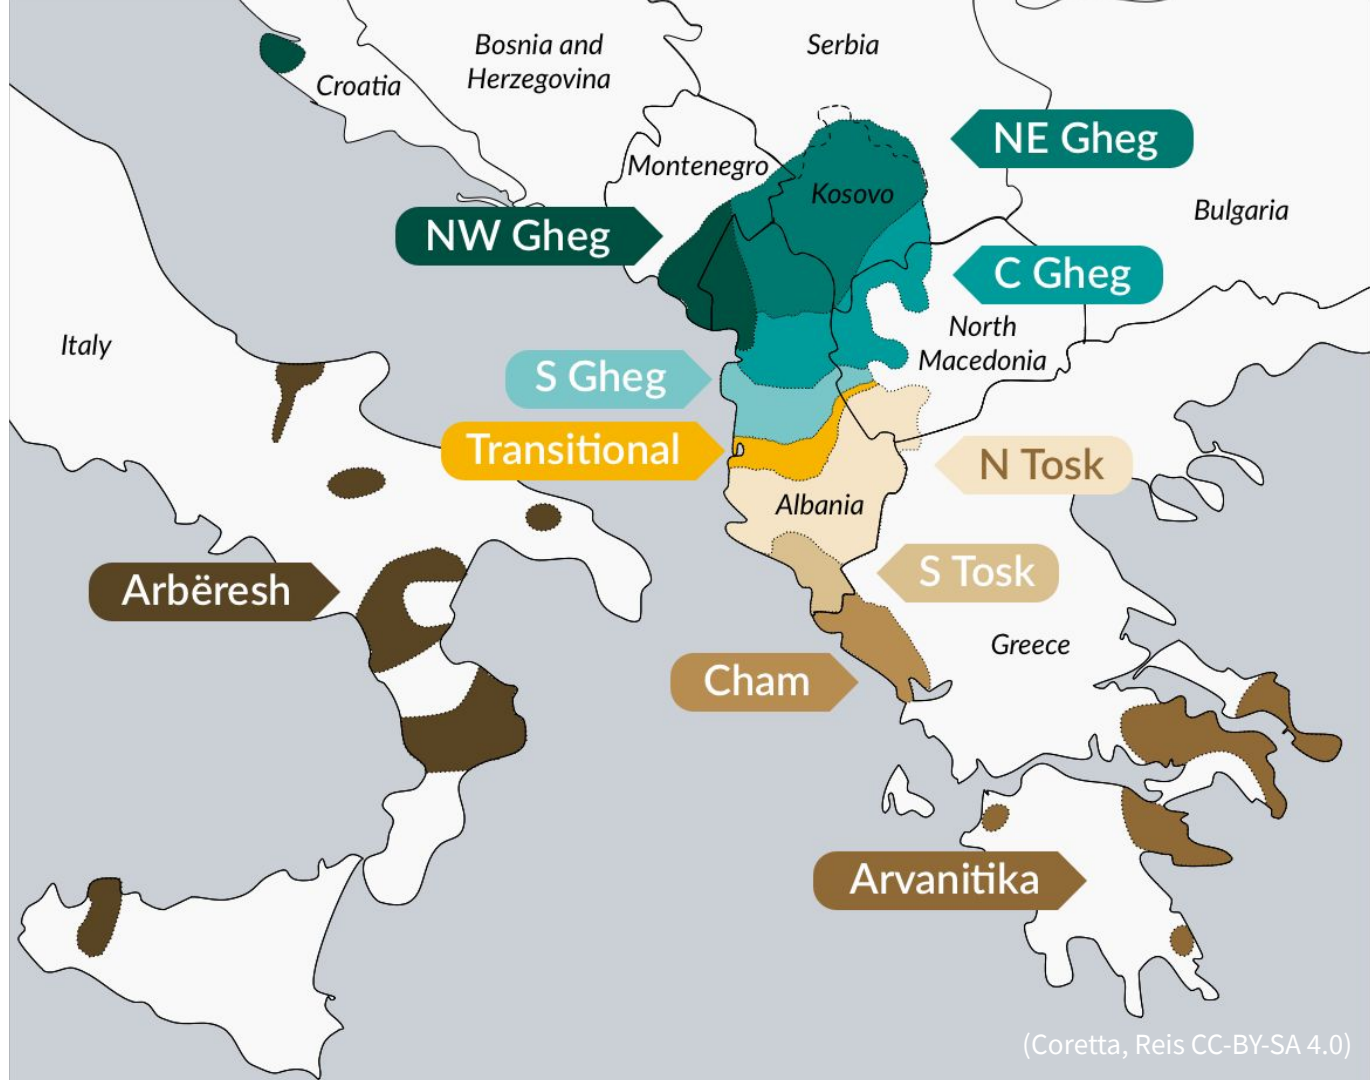 Bosnia and
Herzegovina
Serbia
Croatia
NE Gheg
Montenegro
Kosovo
Bulgaria
NW Gheg
C Gheg
North
Macedonia
Italy
S Gheg
Transitional
N Tosk
Albania
S Tosk
Arbëresh
Greece
Cham
Arvanitika
(Coretta, Reis CC-BY-SA 4.0)